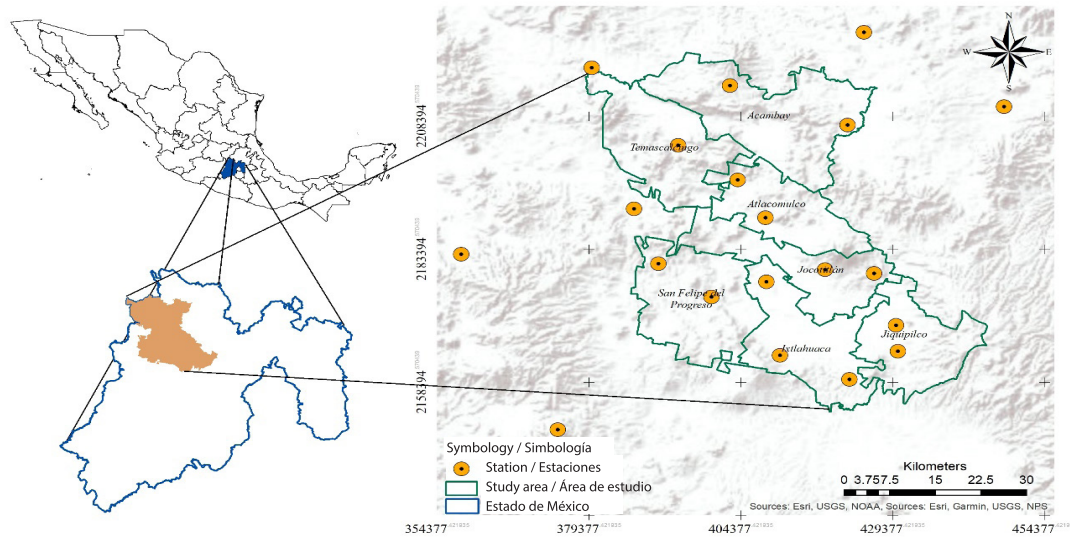 N
W E
S
2208394
2183394
2158394
Acambay
Temascalcingo
Atlacomulco
Jocotitlán
San Felipe del
Progreso
Jiquipilco
Ixtlahuaca
Symbology / Simbología
Station / Estaciones
Study area / Área de estudio
Estado de México
Kilometers
0 3.757.5 15 22.5 30
Sources: Esri, USGS, NOAA, Sources: Esri, Garmin, USGS, NPS
354377 379377 404377 429377 454377